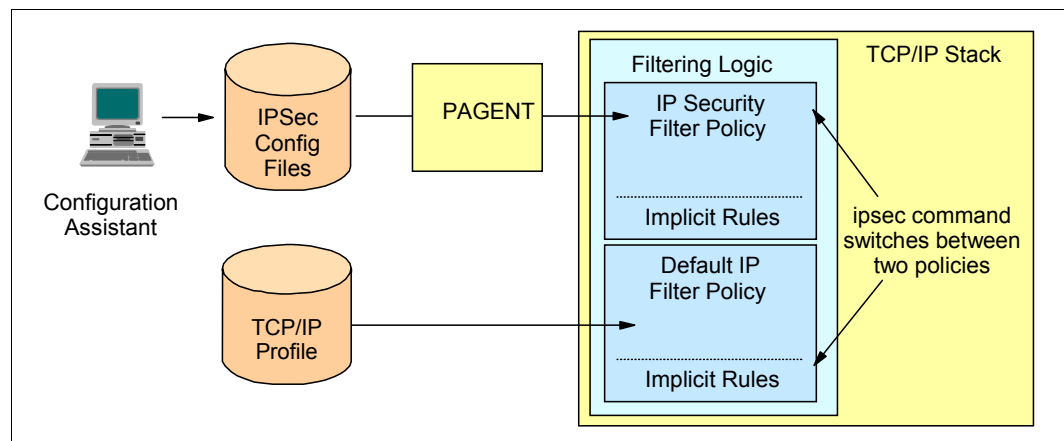 Configuration
Assistant
IPSec
Config
Files
PAGENT
TCP/IP Stack
Filtering Logic
IP Security
Filter Policy
Implicit Rules
Default IP
Filter Policy
Implicit Rules
ipsec command
switches between
two policies
TCP/IP
Profile